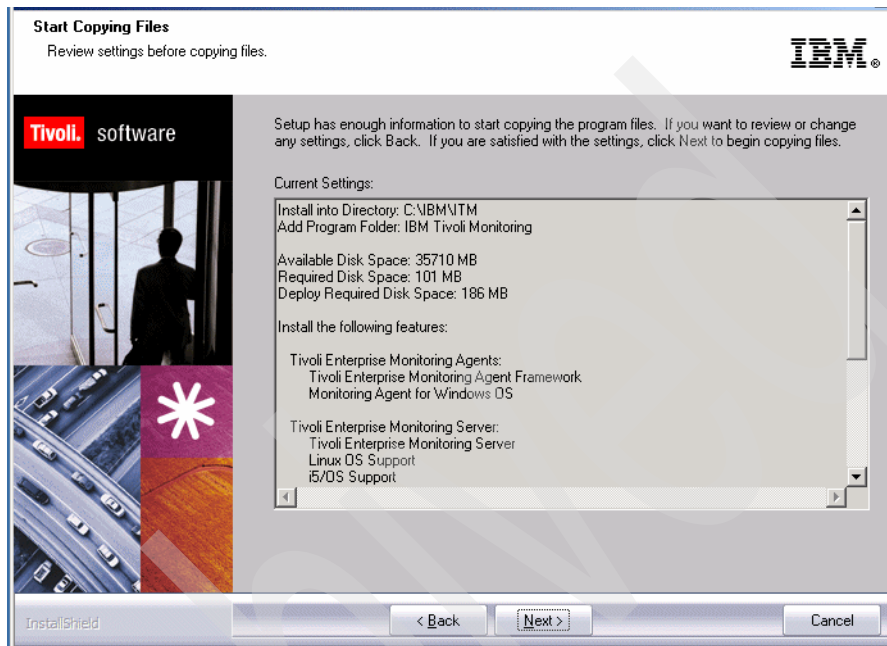 Start Copying Files
Review settings before copying files.
IBM®
Tivoli. software
Setup has enough information to start copying the program files. If you want to review or change
any settings, click Back. If you are satisfied with the settings, click Next to begin copying files.
Current Settings:
Install into Directory: C:\IBM\ITM
Add Program Folder: IBM Tivoli Monitoring
Available Disk Space: 35710 MB
Required Disk Space: 101 MB
Deploy Required Disk Space: 186 MB
Install the following features:
Tivoli Enterprise Monitoring Agents:
Tivoli Enterprise Monitoring Agent Framework
Monitoring Agent for Windows OS
Tivoli Enterprise Monitoring Server:
Tivoli Enterprise Monitoring Server
Linux OS Support
i5/OS Support
InstallShield
< Back
Next >
Cancel